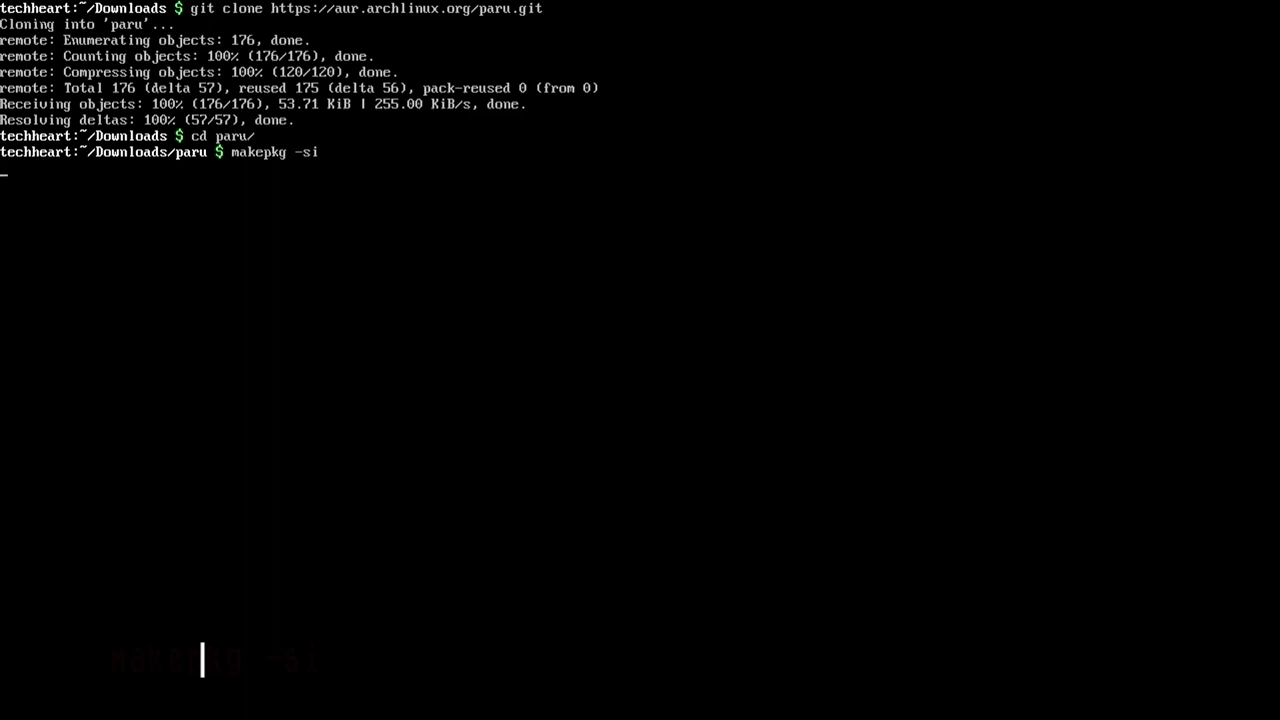 techheart:~/Downloads $ git clone https://aur.archlinux.org/paru.git
Cloning into 'paru'...
remote: Enumerating objects: 176, done.
remote: Counting objects: 100% (176/176), done.
remote: Compressing objects: 100% (120/120), done.
remote: Total 176 (delta 57), reused 175 (delta 56), pack-reused 0 (from 0)
Receiving objects: 100% (176/176), 53.71 KiB | 255.00 KiB/s, done.
Resolving deltas: 100% (57/57), done.
techheart:~/Downloads $ cd paru/
techheart:~/Downloads/paru $ makepkg -si
makepkg -si